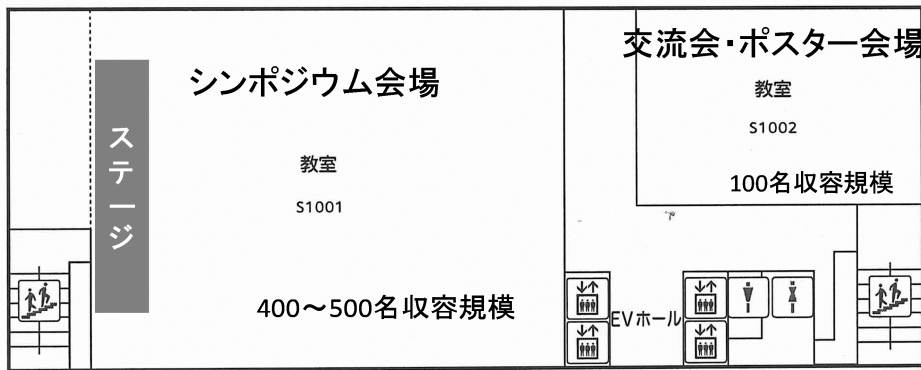 シンポジウム会場
教室
S1001
400～500名収容規模
ステージ
交流会・ポスター会場
教室
S1002
100名収容規模
EVホール